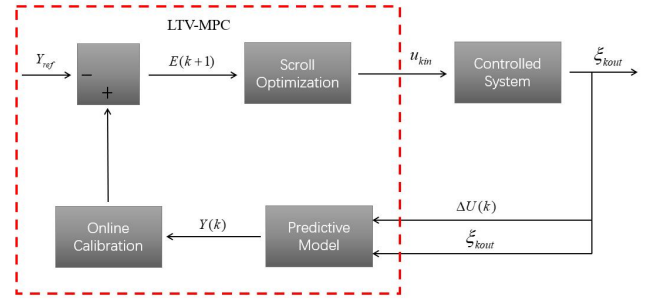 LTV-MPC
Y_ref
−
+
E(k+1)
Scroll
Optimization
u_kin
Controlled
System
ξ_kout
Online
Calibration
Y(k)
Predictive
Model
ΔU(k)
ξ_kout